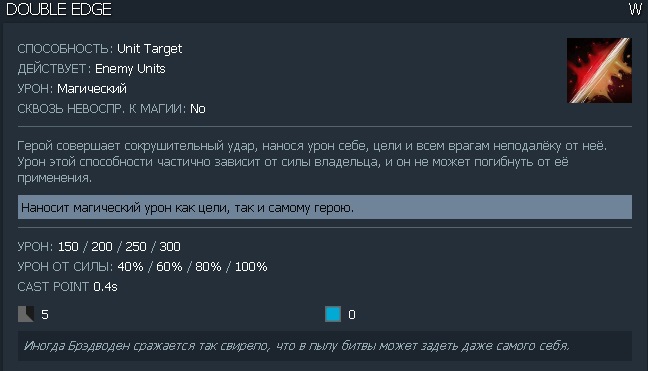 DOUBLE EDGE W
СПОСОБНОСТЬ: Unit Target
ДЕЙСТВУЕТ: Enemy Units
УРОН: Магический
СКВОЗЬ НЕВОСПР. К МАГИИ: No
Герой совершает сокрушительный удар, нанося урон себе, цели и всем врагам неподалёку от неё.
Урон этой способности частично зависит от силы владельца, и он не может погибнуть от её
применения.
Наносит магический урон как цели, так и самому герою.
УРОН: 150 / 200 / 250 / 300
УРОН ОТ СИЛЫ: 40% / 60% / 80% / 100%
CAST POINT 0.4s
5 0
Иногда Брэдводен сражается так свирепо, что в пылу битвы может задеть даже самого себя.